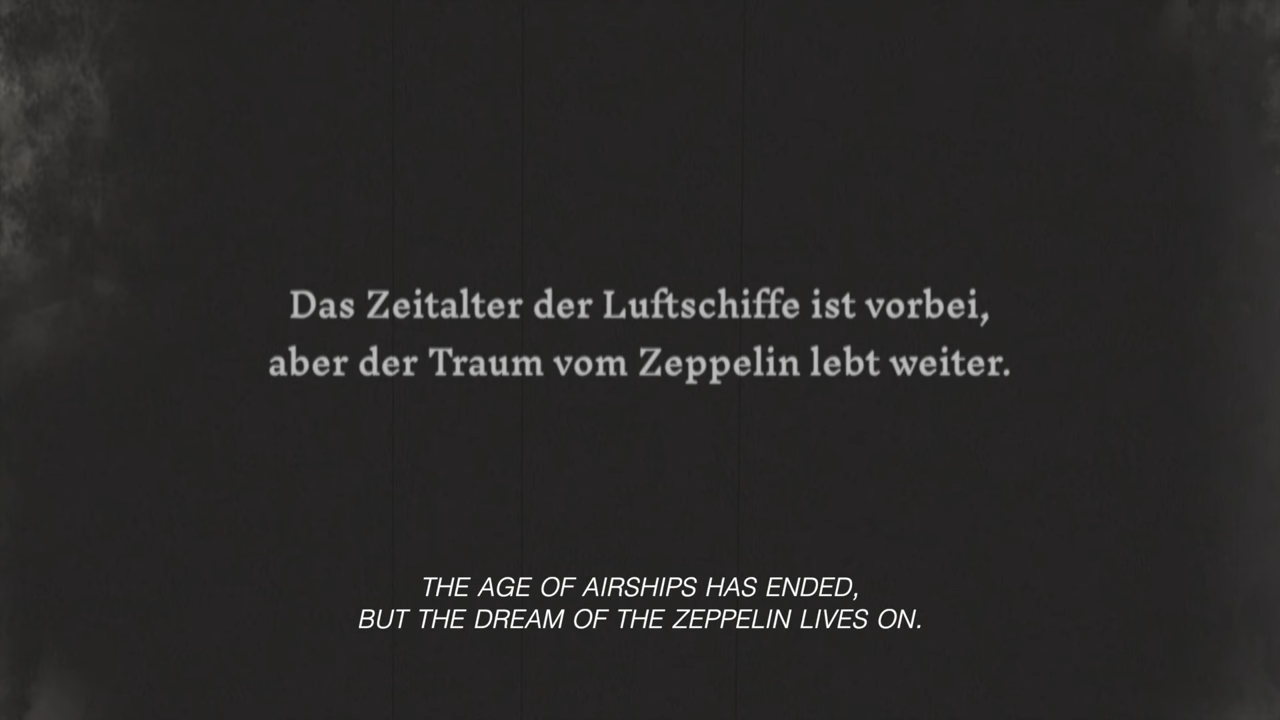 Das Zeitalter der Luftschiffe ist vorbei,
aber der Traum vom Zeppelin lebt weiter.
THE AGE OF AIRSHIPS HAS ENDED,
BUT THE DREAM OF THE ZEPPELIN LIVES ON.